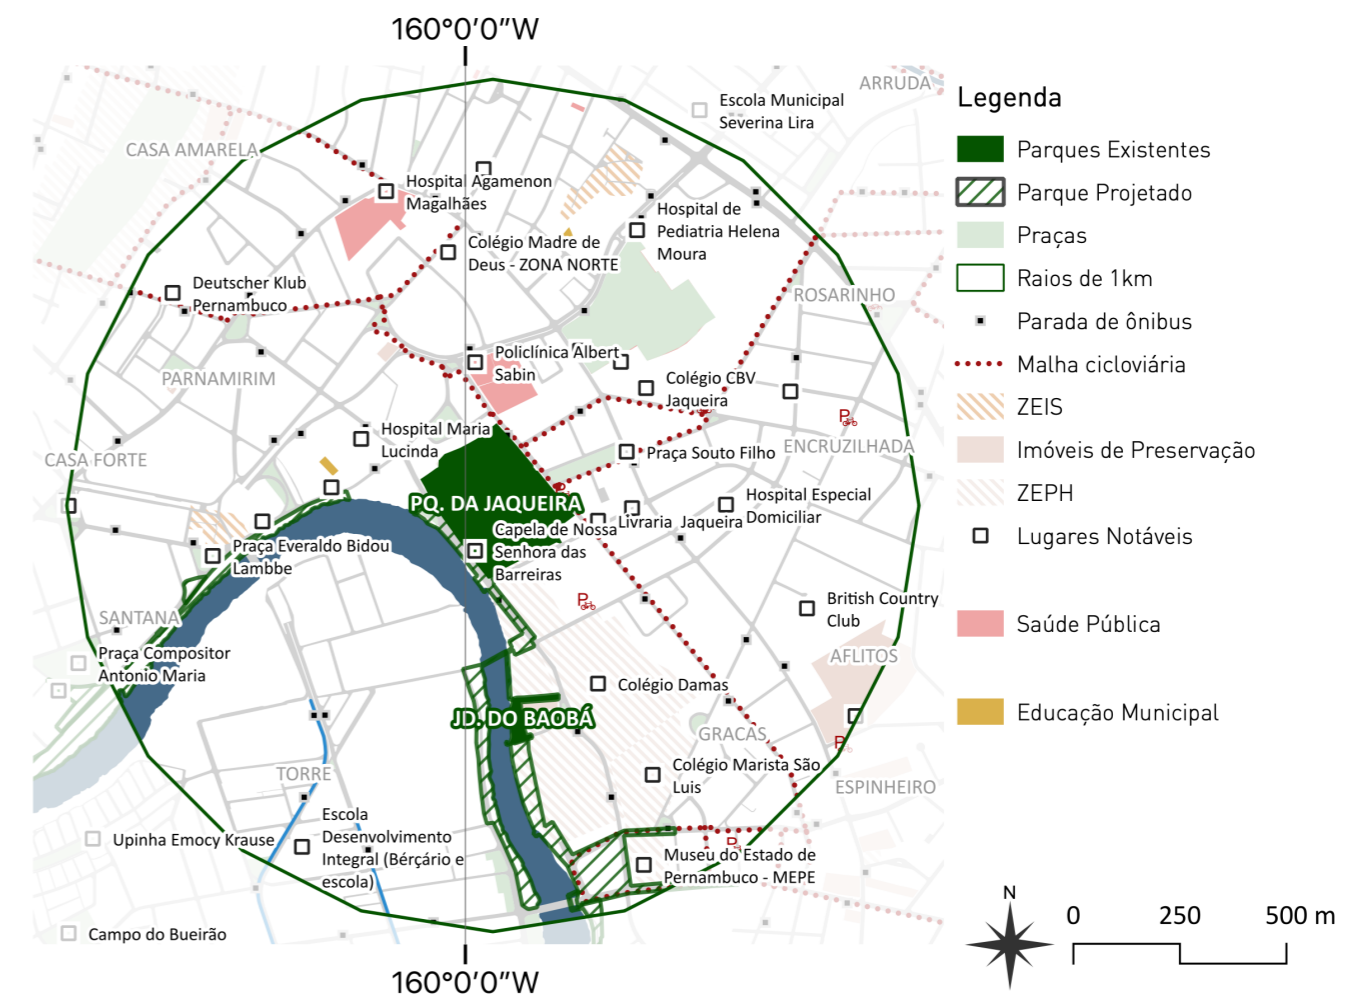 160°0'0"W
ARRUDA
Escola Municipal
Severina Lira
CASA AMARELA
Hospital Agamenon
Magalhães
Hospital de
Pediatria Helena
Moura
Colégio Madre de
Deus - ZONA NORTE
Deutscher Klub
Pernambuco
ROSARINHO
Policlínica Albert
Sabin
PARNAMIRIM
Colégio CBV
Jaqueira
P
Hospital Maria
Lucinda
ENCRUZILHADA
Praça Souto Filho
CASA FORTE
PQ. DA JAQUEIRA
Hospital Especial
Domiciliar
Livraria Jaqueira
Capela de Nossa
Senhora das
Barreiras
Praça Everaldo Bidou
Lambbe
P
British Country
Club
SANTANA
AFLITOS
Praça Compositor
Antonio Maria
Colégio Damas
JD. DO BAOBÁ
GRAÇAS
P
Colégio Marista São
Luis
TORRE
ESPINHEIRO
Escola
Desenvolvimento
Integral (Bérçário e
escola)
Upinha Emocy Krause
P
Museu do Estado de
Pernambuco - MEPE
Campo do Bueirão
160°0'0"W
Legenda
Parques Existentes
Parque Projetado
Praças
Raios de 1km
Parada de ônibus
Malha cicloviária
ZEIS
Imóveis de Preservação
ZEPH
Lugares Notáveis
Saúde Pública
Educação Municipal
N
0 250 500 m